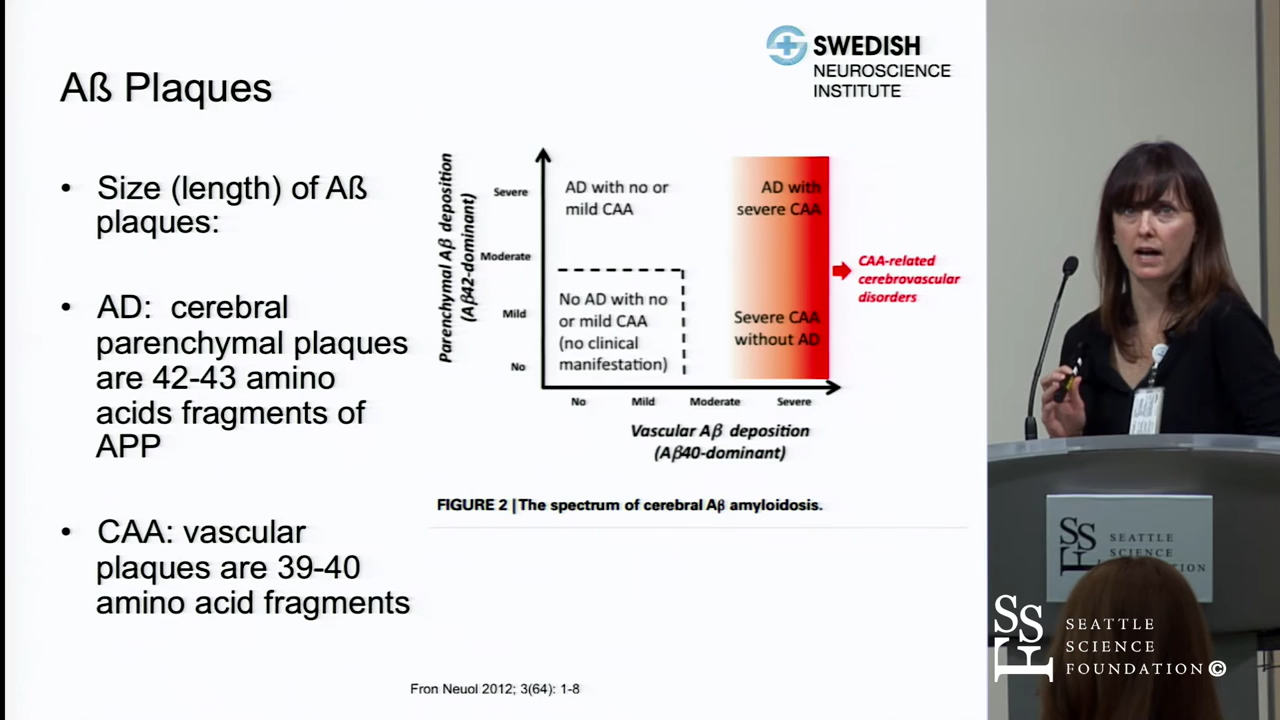 Aß Plaques
SWEDISH
NEUROSCIENCE
INSTITUTE
• Size (length) of Aß
plaques:
• AD: cerebral
parenchymal plaques
are 42-43 amino
acids fragments of
APP
• CAA: vascular
plaques are 39-40
amino acid fragments
Parenchymal Aβ deposition
(Aβ42-dominant)
Severe
Moderate
Mild
No
AD with no or
mild CAA
AD with
severe CAA
No AD with no
or mild CAA
(no clinical
manifestation)
Severe CAA
without AD
CAA-related
cerebrovascular
disorders
No
Mild
Moderate
Severe
Vascular Aβ deposition
(Aβ40-dominant)
FIGURE 2 | The spectrum of cerebral Aβ amyloidosis.
Fron Neuol 2012; 3(64): 1-8
SSF
SEATTLE
SCIENCE
SSF
SEATTLE
SCIENCE
FOUNDATION©